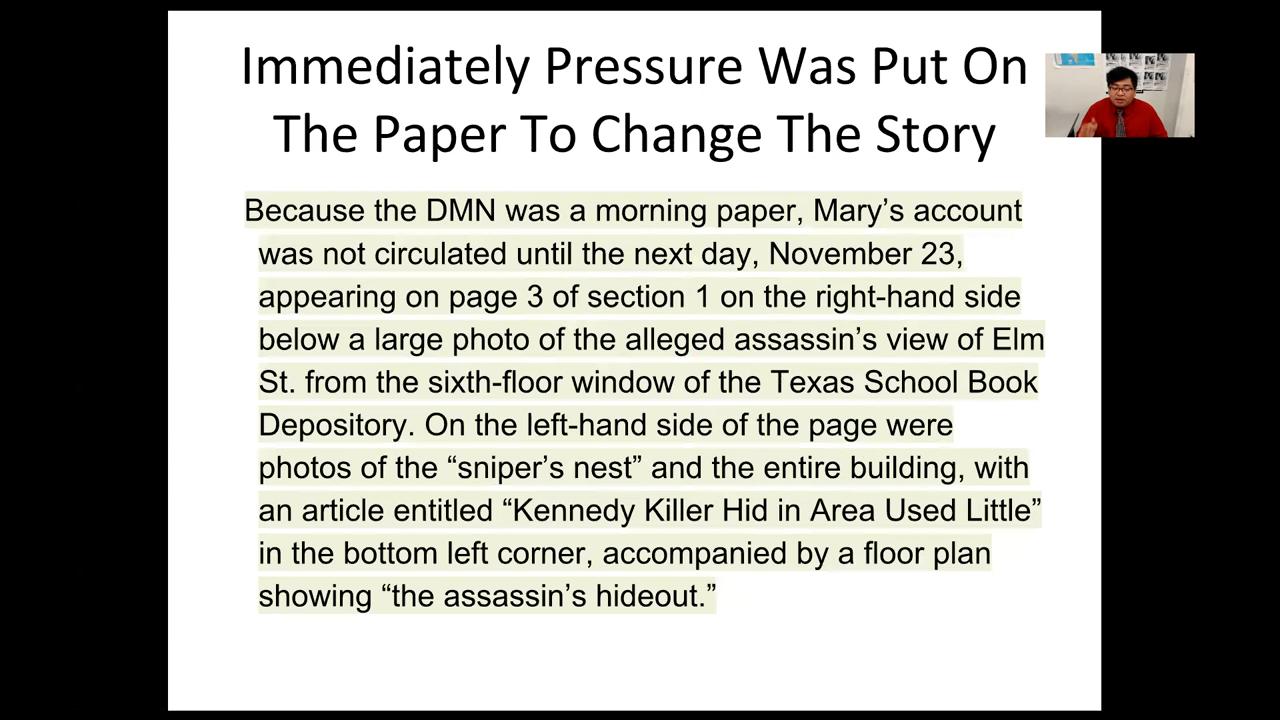 Immediately Pressure Was Put On
The Paper To Change The Story
Because the DMN was a morning paper, Mary’s account
was not circulated until the next day, November 23,
appearing on page 3 of section 1 on the right-hand side
below a large photo of the alleged assassin’s view of Elm
St. from the sixth-floor window of the Texas School Book
Depository. On the left-hand side of the page were
photos of the “sniper’s nest” and the entire building, with
an article entitled “Kennedy Killer Hid in Area Used Little”
in the bottom left corner, accompanied by a floor plan
showing “the assassin’s hideout.”